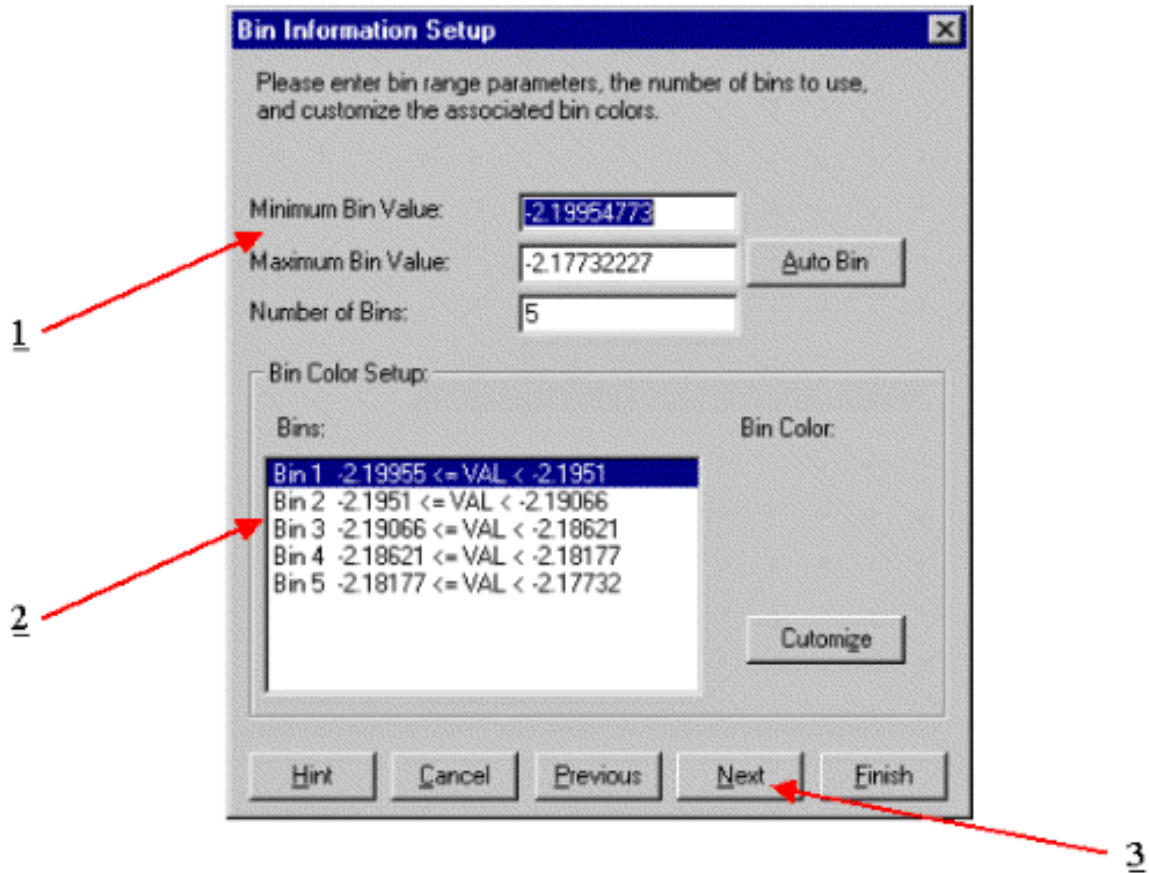 Bin Information Setup
Please enter bin range parameters, the number of bins to use,
and customize the associated bin colors.
Minimum Bin Value: -2.19954773
Maximum Bin Value: -2.17732227 Auto Bin
Number of Bins: 5
1
Bin Color Setup:
Bins: Bin Color:
Bin 1 -2.19955 <= VAL < -2.1951
Bin 2 -2.1951 <= VAL < -2.19066
Bin 3 -2.19066 <= VAL < -2.18621
Bin 4 -2.18621 <= VAL < -2.18177
Bin 5 -2.18177 <= VAL < -2.17732
2
Cutomize
Hint Cancel Previous Next Finish
3